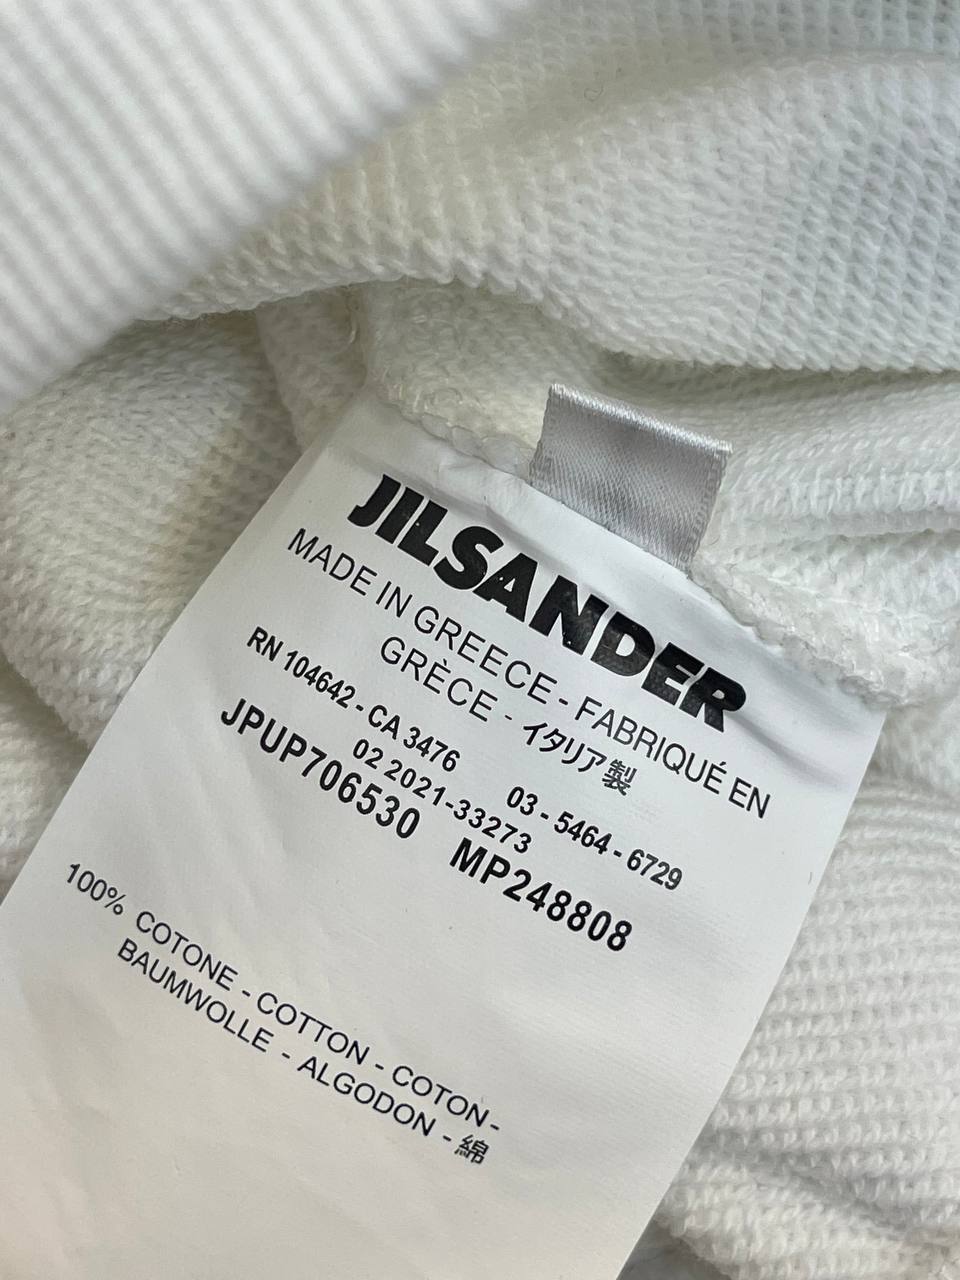 JILSANDER
MADE IN GREECE - FABRIQUÉ EN
GRÈCE - イタリア製
RN 104642 - CA 3476 03 - 5464 - 6729
02 2021-33273
JPUP706530 MP248808
100% COTONE - COTTON - COTON -
BAUMWOLLE - ALGODON - 綿